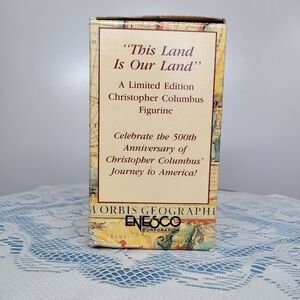 "This Land
Is Our Land"
A Limited Edition
Christopher Columbus
Figurine
Celebrate the 500th
Anniversary of
Christopher Columbus'
Journey to America!
ORBIS GEOGRAPHI
ENESCO
CORPORATION